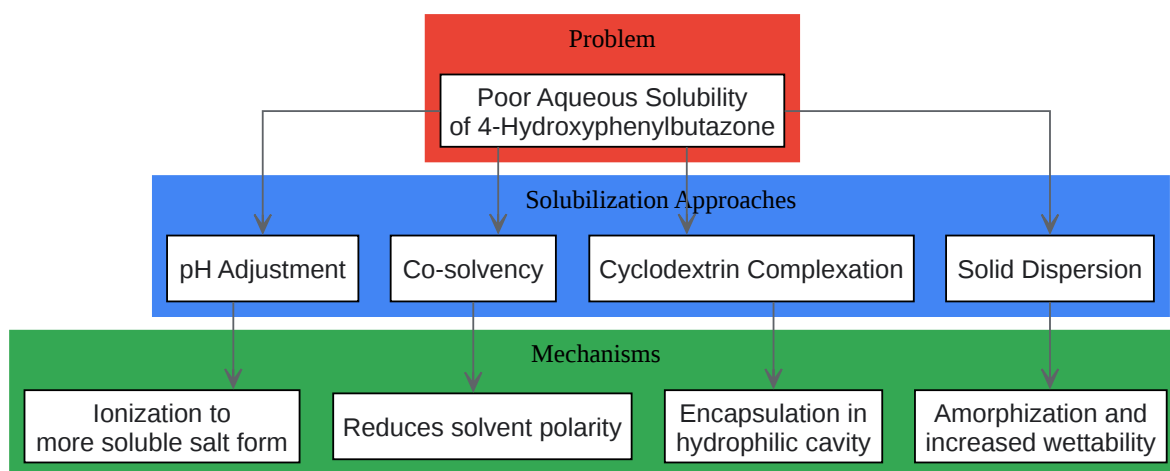 Problem
Poor Aqueous Solubility
of 4-Hydroxyphenylbutazone
Solubilization Approaches
pH Adjustment
Co-solvency
Cyclodextrin Complexation
Solid Dispersion
Mechanisms
Ionization to
more soluble salt form
Reduces solvent polarity
Encapsulation in
hydrophilic cavity
Amorphization and
increased wettability